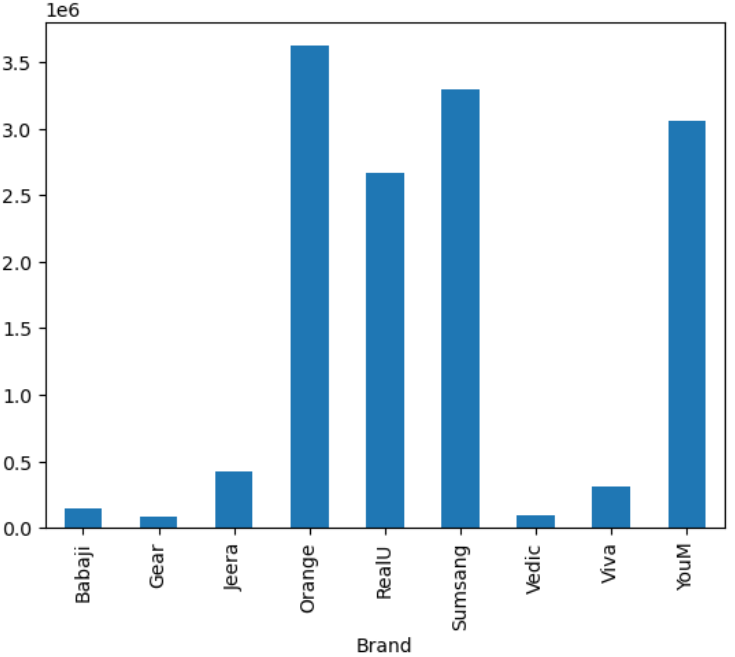 1e6
3.5
3.0
2.5
2.0
1.5
1.0
0.5
0.0
Babaji
Gear
Jeera
Orange
RealU
Sumsang
Vedic
Viva
YouM
Brand